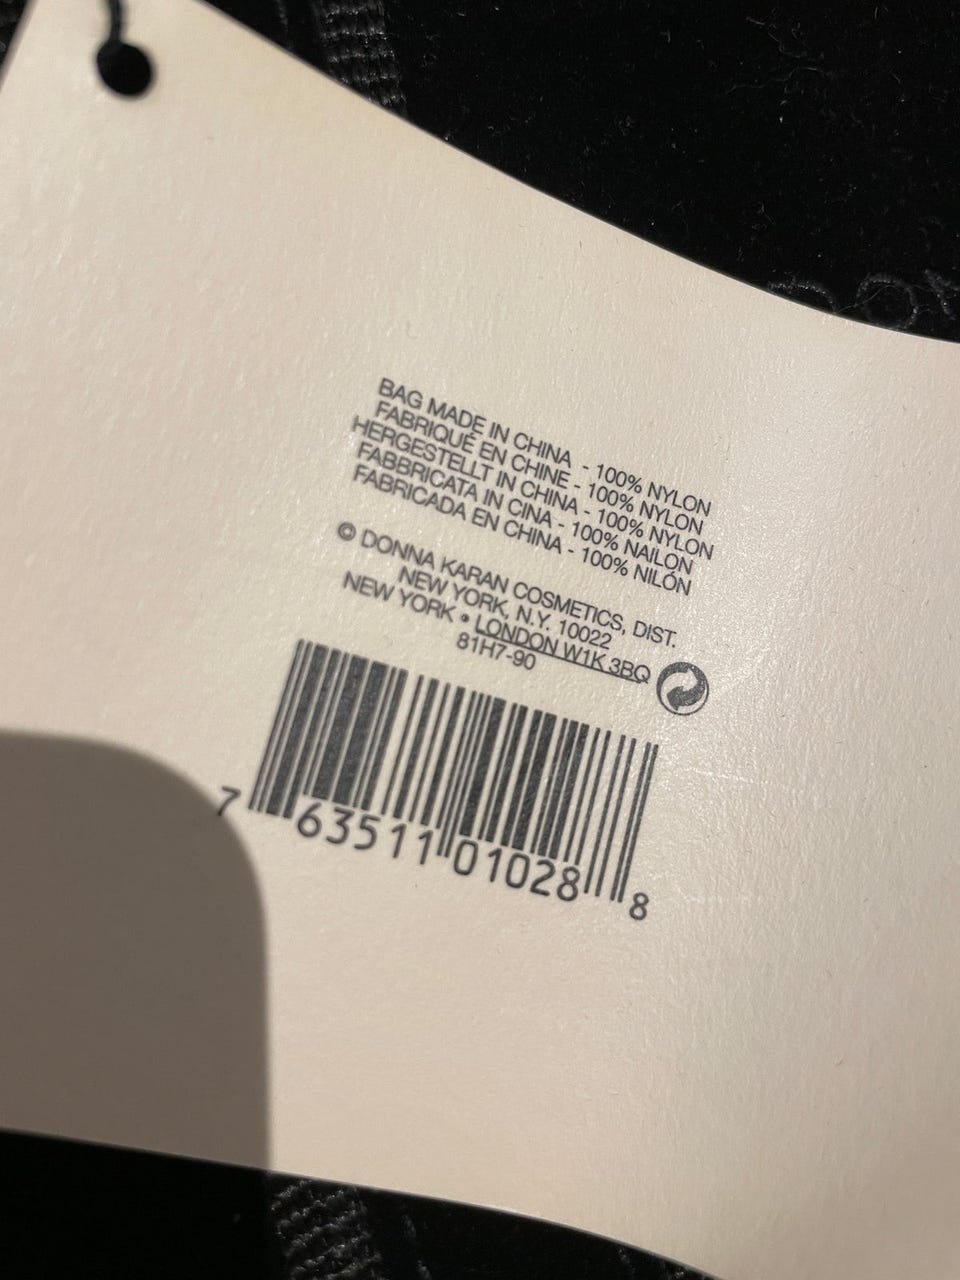 BAG MADE IN CHINA - 100% NYLON
FABRIQUÉ EN CHINE - 100% NYLON
HERGESTELLT IN CHINA - 100% NYLON
FABBRICATA IN CINA - 100% NAILON
FABRICADA EN CHINA - 100% NILÓN
© DONNA KARAN COSMETICS, DIST.
NEW YORK, N.Y. 10022
NEW YORK • LONDON W1K 3BQ
81H7-90
7 63511 01028 8